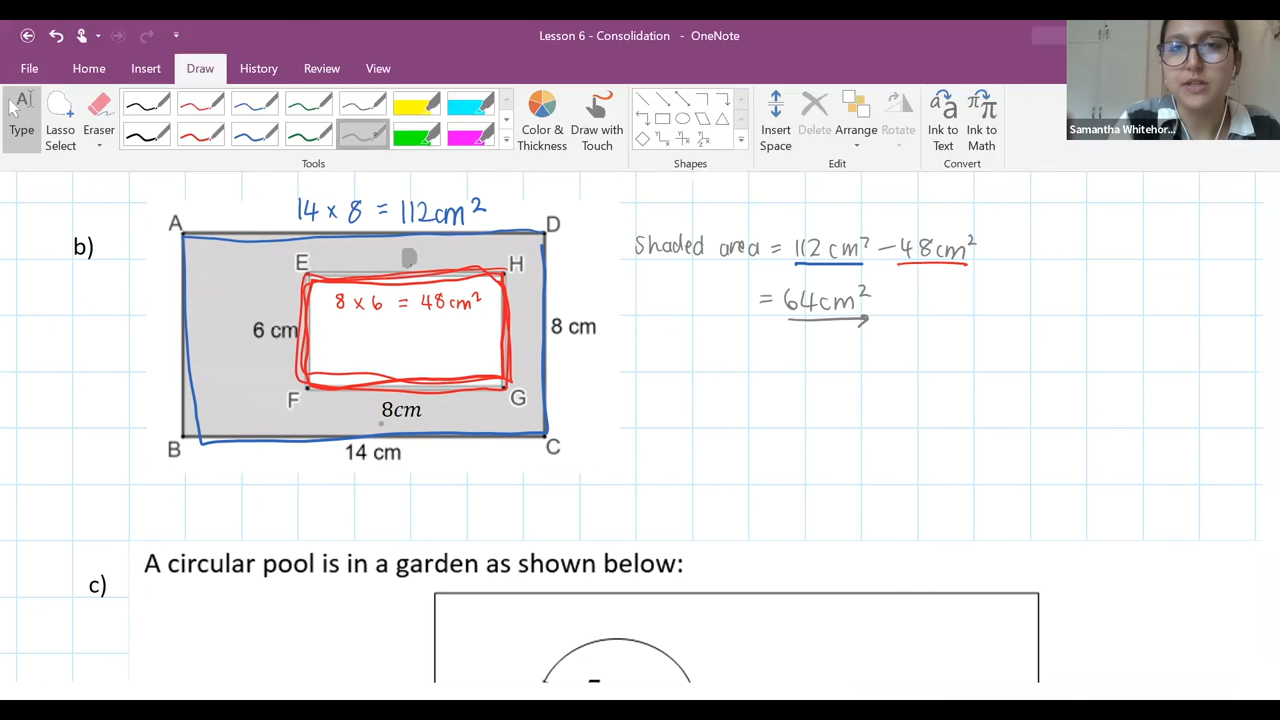 Lesson 6 - Consolidation - OneNote
File Home Insert Draw History Review View
Type
Lasso Select
Eraser
Color & Thickness
Draw with Touch
Insert Space
Delete
Arrange
Rotate
Ink to Text
Ink to Math
Tools
Shapes
Edit
Convert
Samantha Whitehor...
14 × 8 = 112cm²
A D
b)
Shaded area = 112 cm² - 48cm²
E H
8 × 6 = 48cm²
= 64cm²
6 cm
8 cm
F G
8cm
B C
14 cm
A circular pool is in a garden as shown below:
c)